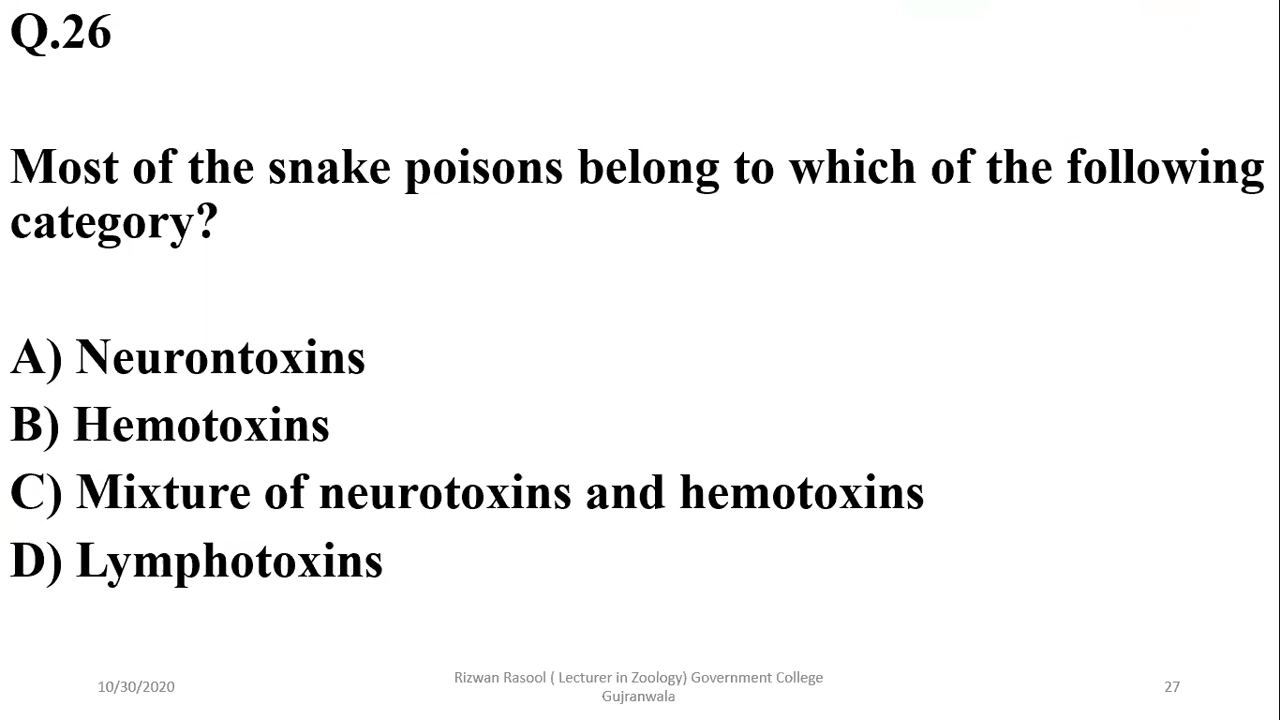 Q.26
Most of the snake poisons belong to which of the following
category?
A) Neurontoxins
B) Hemotoxins
C) Mixture of neurotoxins and hemotoxins
D) Lymphotoxins
10/30/2020
Rizwan Rasool ( Lecturer in Zoology) Government College
Gujranwala
27